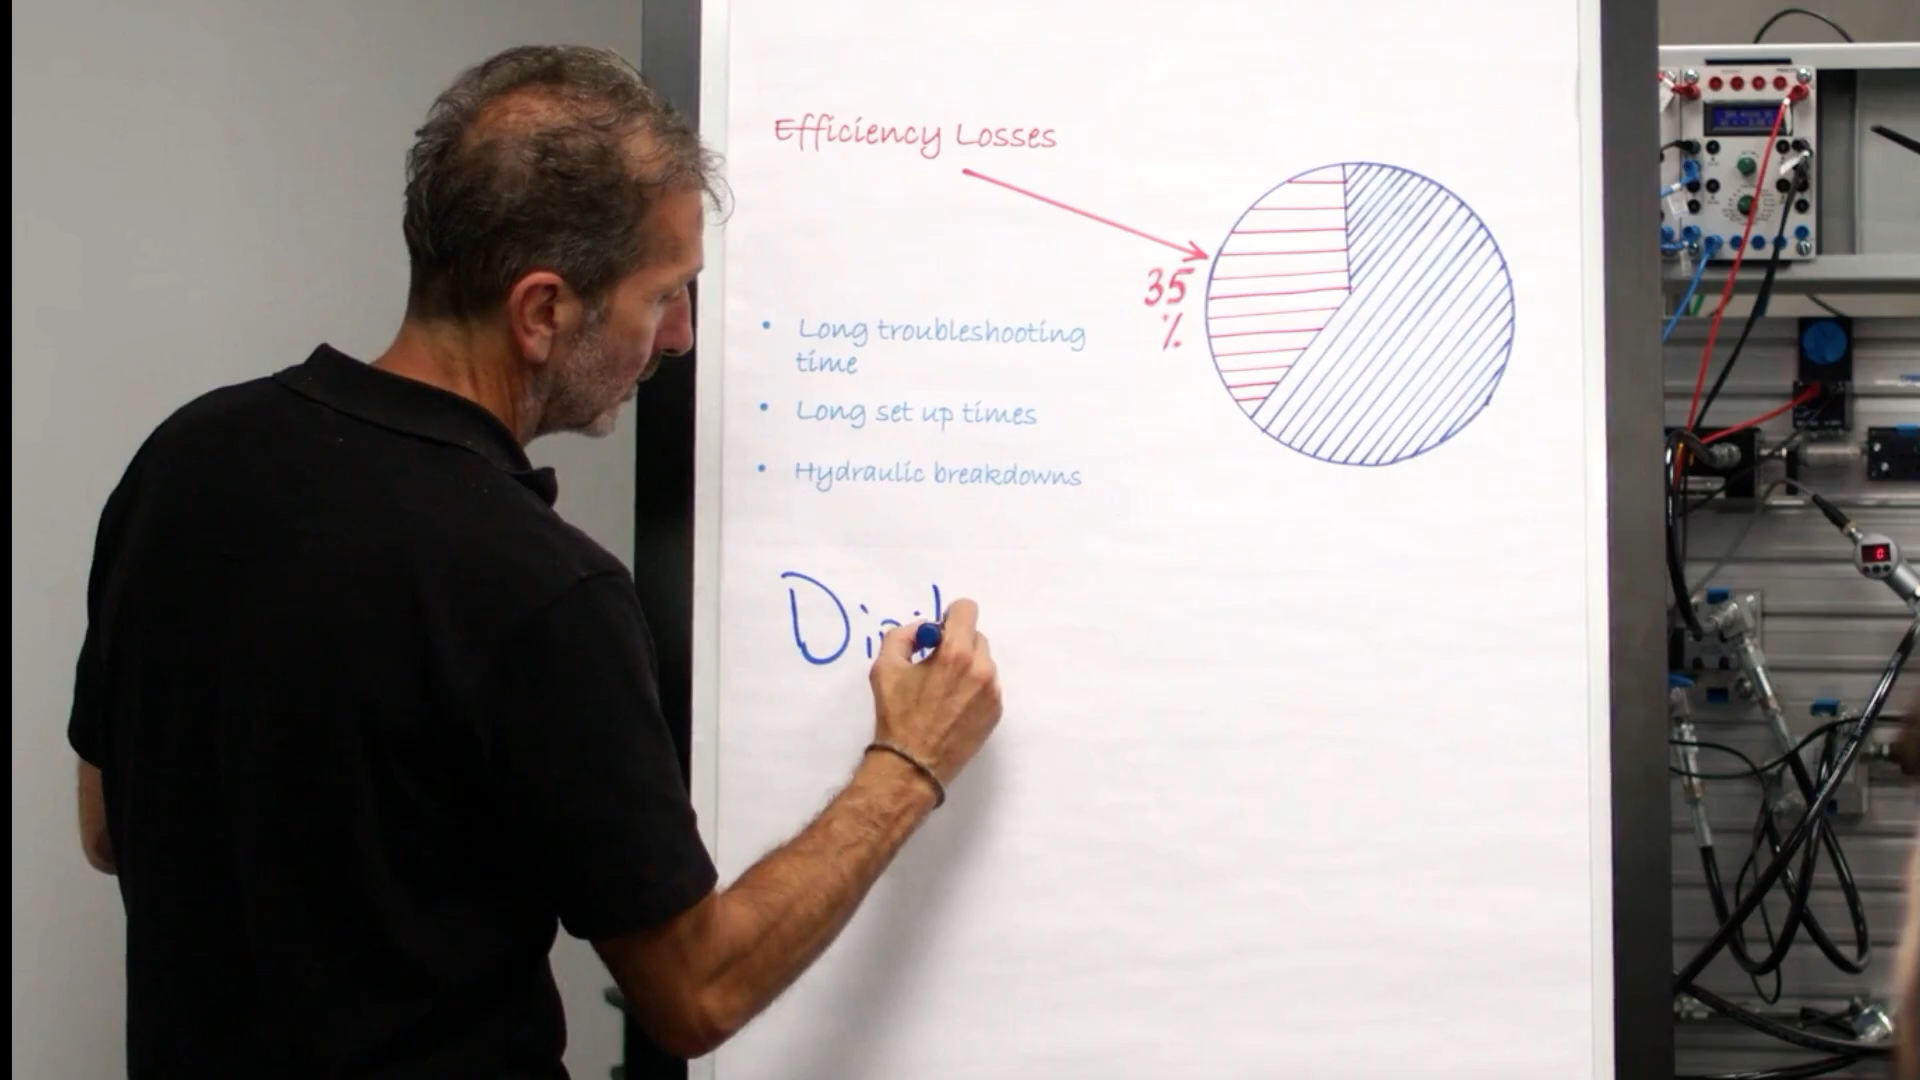 Efficiency Losses
35
%
• Long troubleshooting
time
• Long set up times
• Hydraulic breakdowns